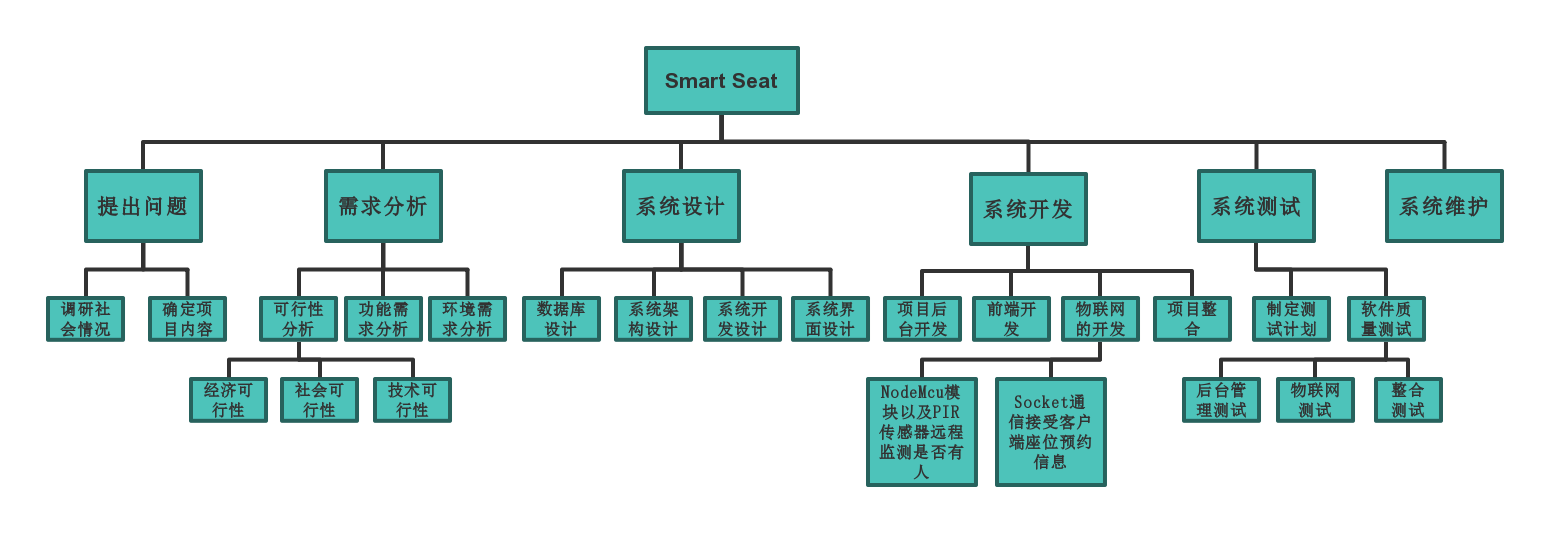 Smart Seat
提出问题
需求分析
系统设计
系统开发
系统测试
系统维护
调研社
会情况
确定项
目内容
可行性
分析
功能需
求分析
环境需
求分析
数据库
设计
系统架
构设计
系统开
发设计
系统界
面设计
项目后
台开发
前端开
发
物联网
的开发
项目整
合
制定测
试计划
软件质
量测试
经济可
行性
社会可
行性
技术可
行性
NodeMcu模
块以及PIR
传感器远程
监测是否有
人
Socket通
信接受客户
端座位预约
信息
后台管
理测试
物联网
测试
整合
测试